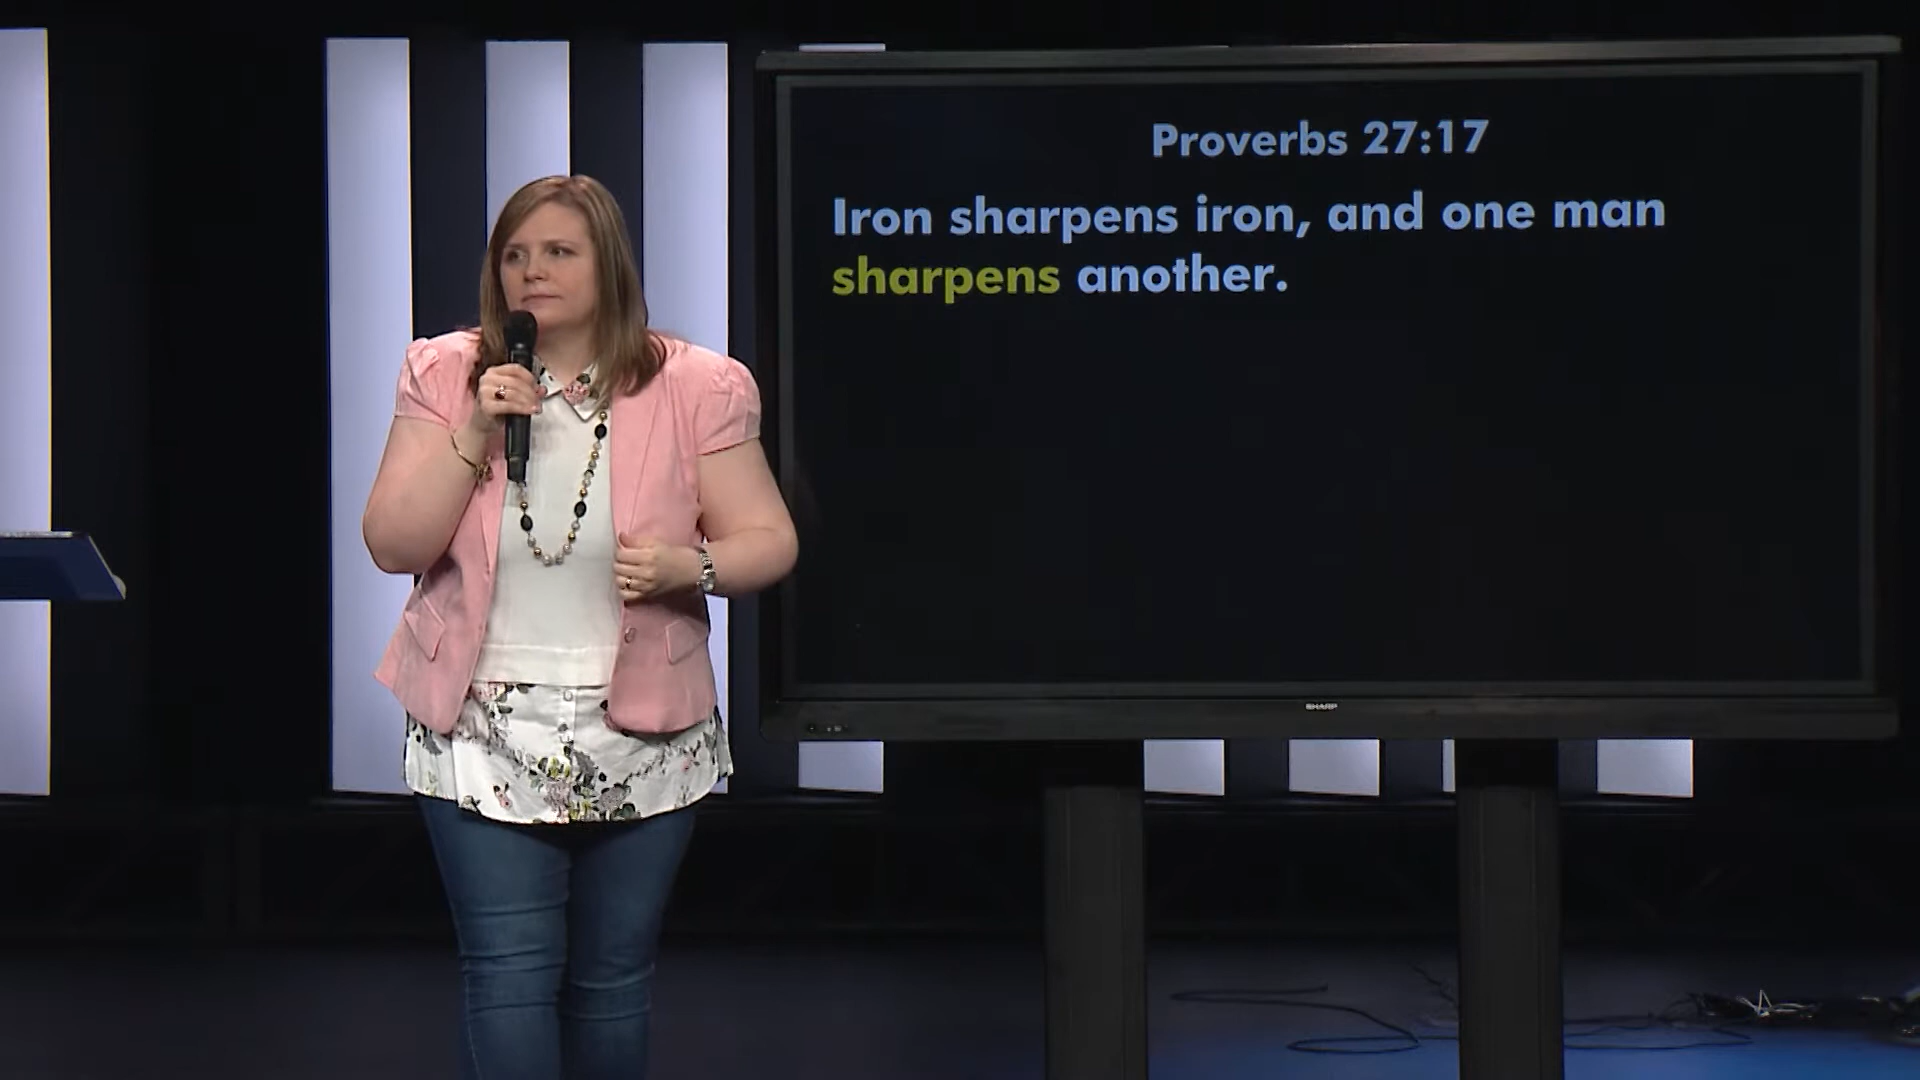 Proverbs 27:17
Iron sharpens iron, and one man
sharpens another.
SHARP